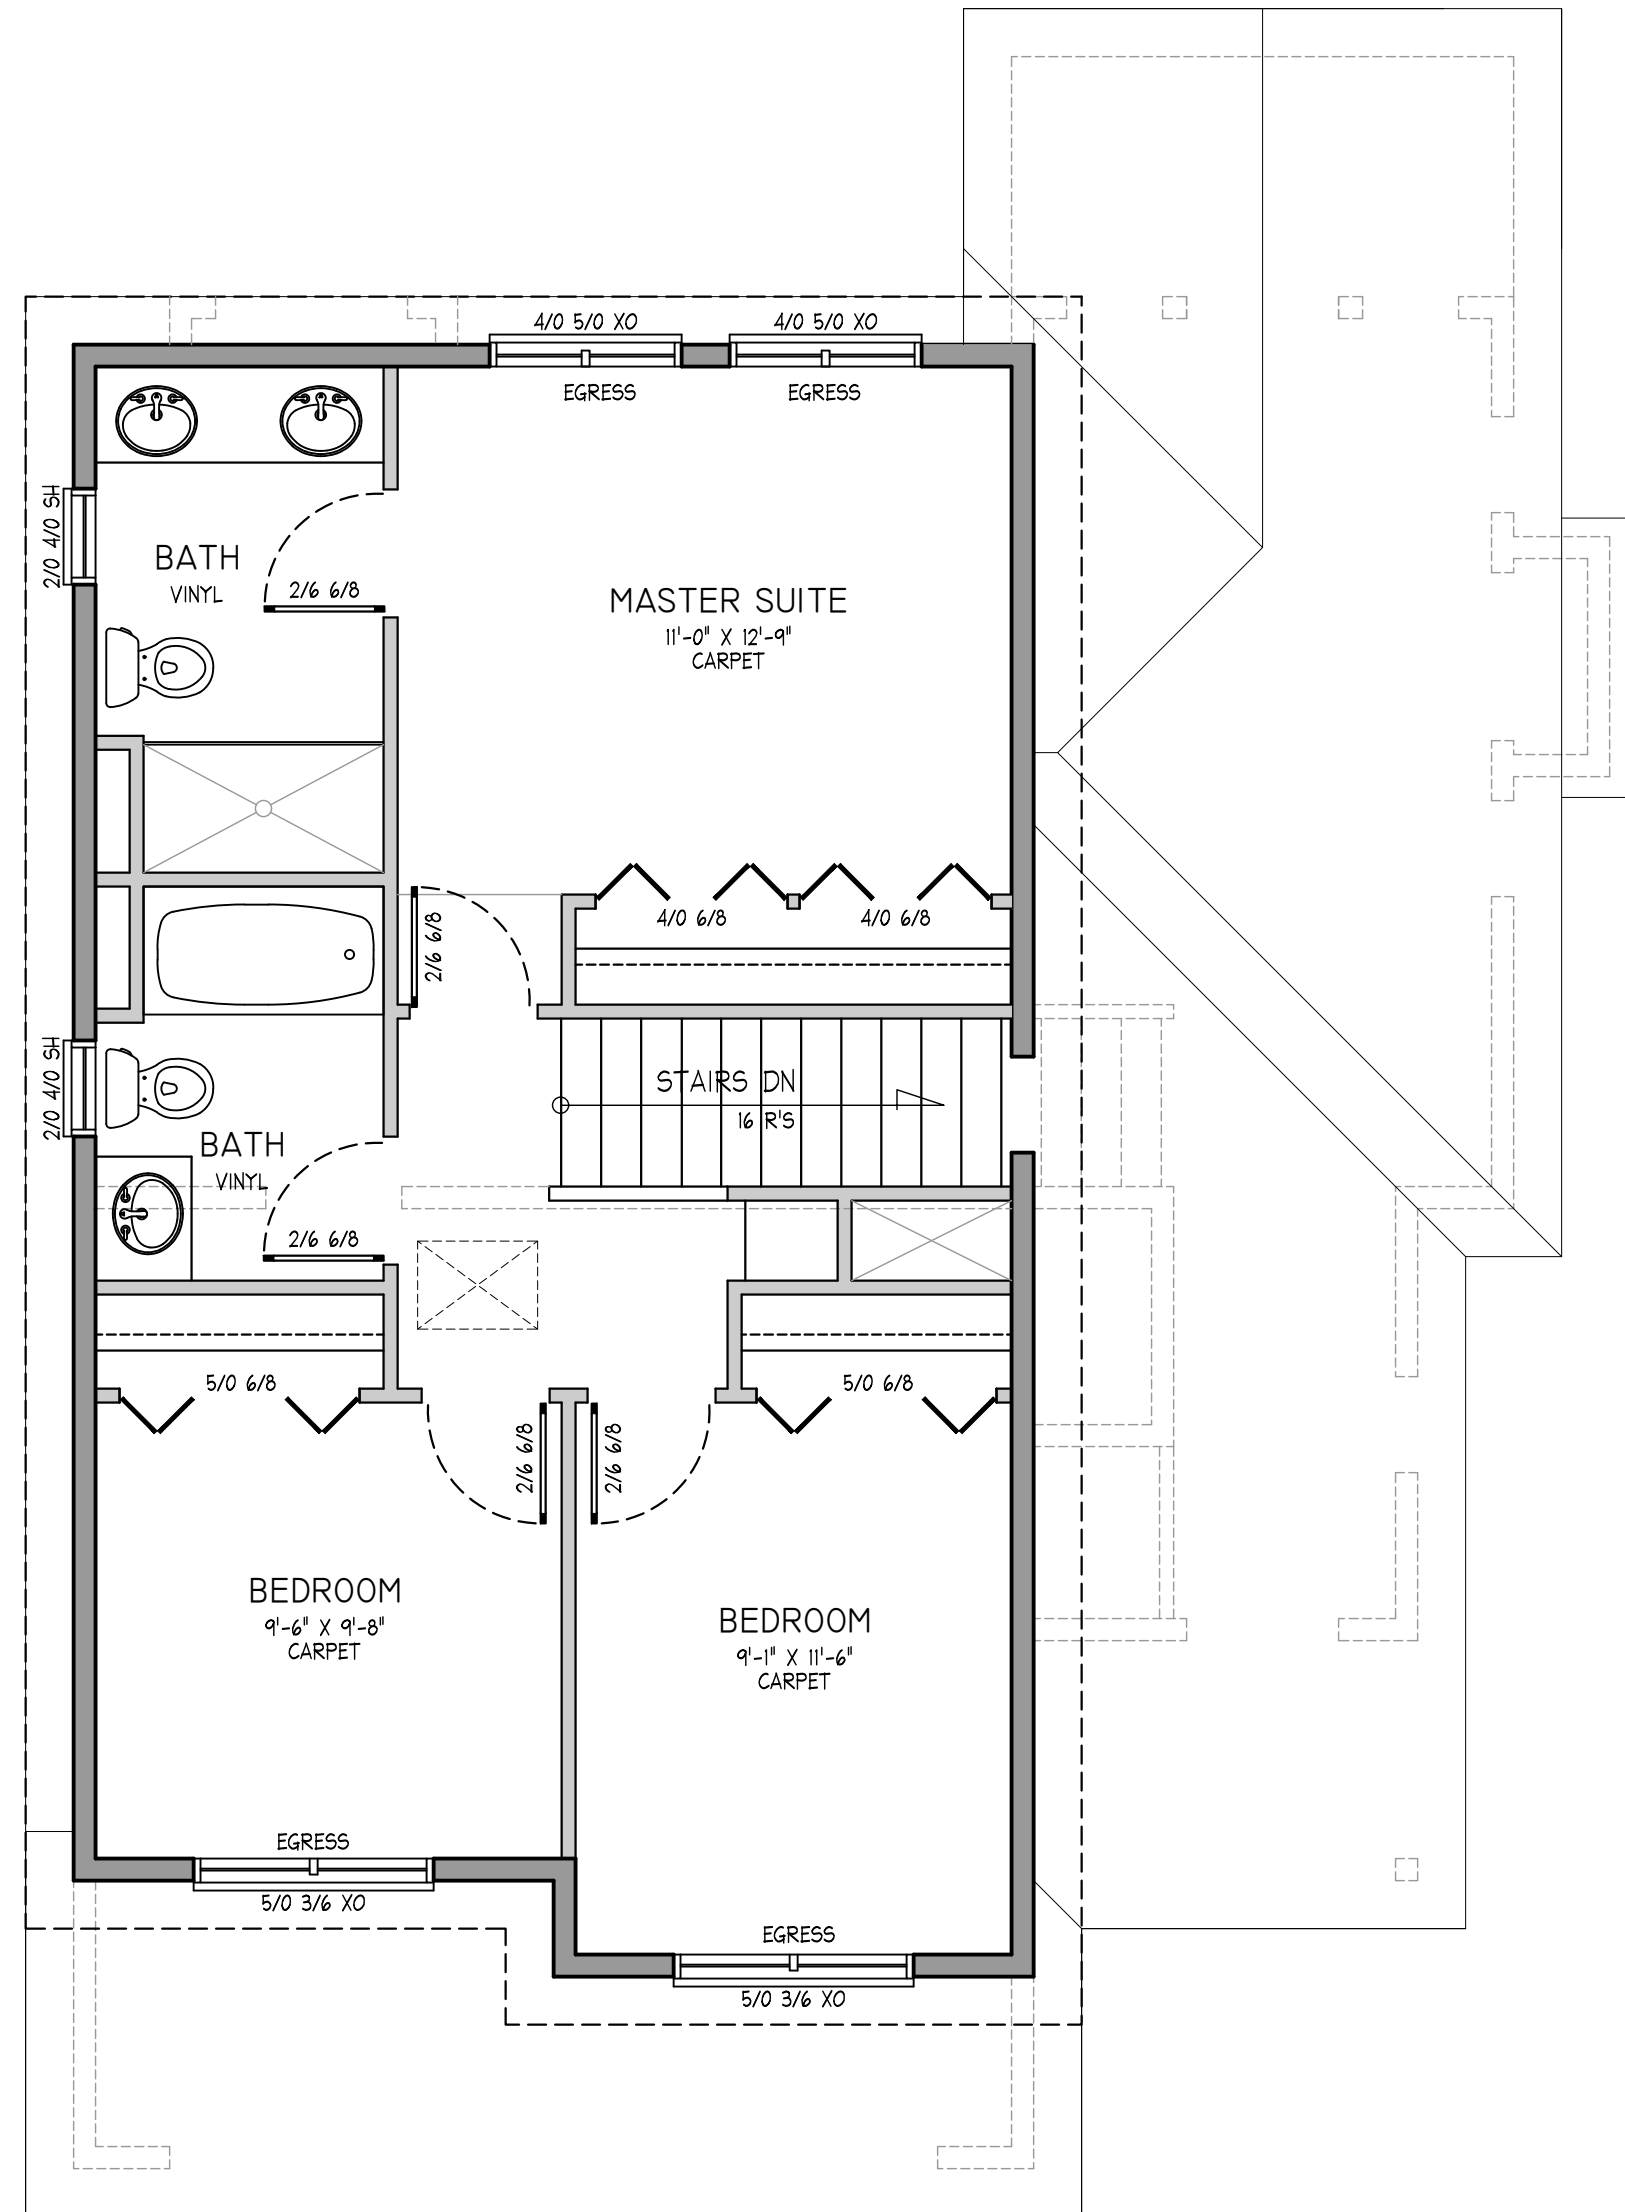 4/0 5/0 XO
4/0 5/0 XO
EGRESS
EGRESS
2/0 4/0 SH
BATH
VINYL
2/6 6/8
MASTER SUITE
11'-0" X 12'-9"
CARPET
4/0 6/8
4/0 6/8
2/6 6/8
2/0 4/0 SH
STAIRS DN
16 R'S
BATH
VINYL
2/6 6/8
5/0 6/8
5/0 6/8
2/6 6/8
2/6 6/8
BEDROOM
9'-6" X 9'-8"
CARPET
BEDROOM
9'-1" X 11'-6"
CARPET
EGRESS
5/0 3/6 XO
EGRESS
5/0 3/6 XO